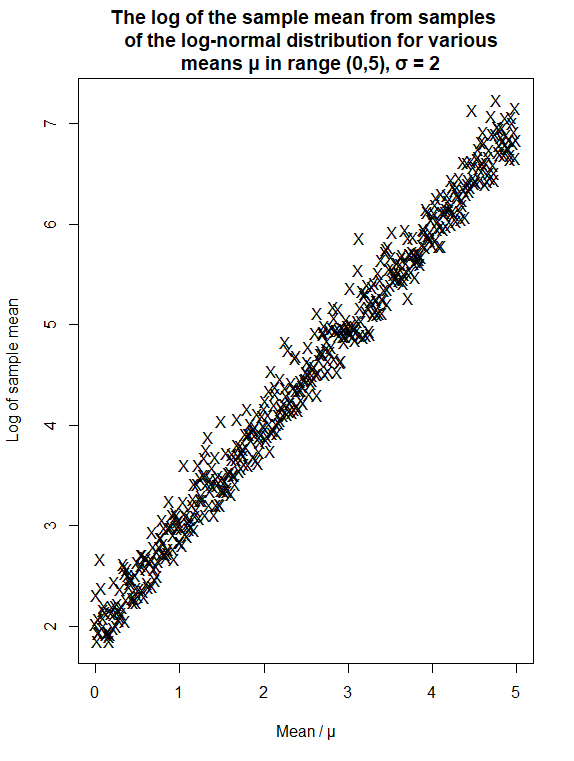 The log of the sample mean from samples
of the log-normal distribution for various
means μ in range (0,5), σ = 2
7
6
5
4
3
2
Log of sample mean
0 1 2 3 4 5
Mean / μ